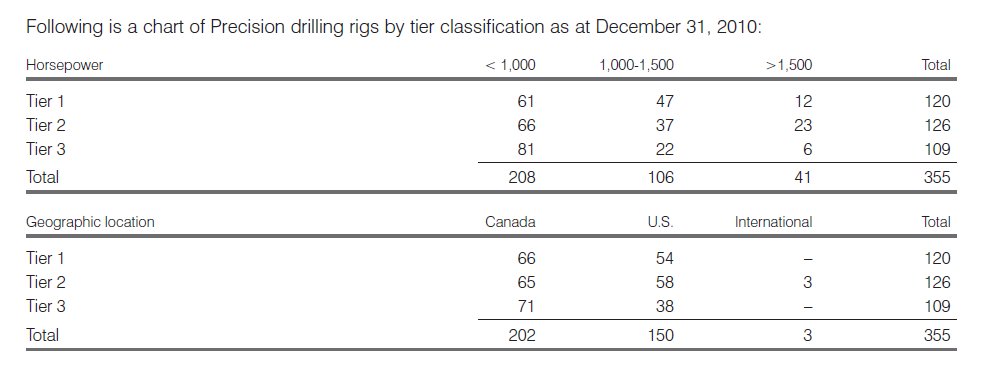 Following is a chart of Precision drilling rigs by tier classification as at December 31, 2010:
Horsepower < 1,000 1,000-1,500 >1,500 Total
Tier 1 61 47 12 120
Tier 2 66 37 23 126
Tier 3 81 22 6 109
Total 208 106 41 355
Geographic location Canada U.S. International Total
Tier 1 66 54 – 120
Tier 2 65 58 3 126
Tier 3 71 38 – 109
Total 202 150 3 355